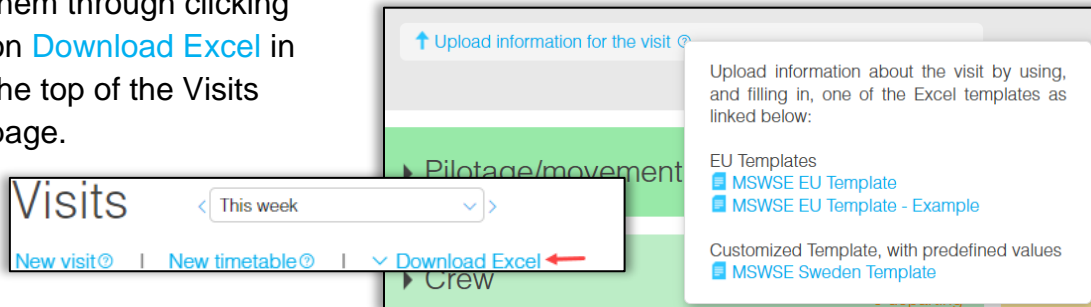 them through clicking
on Download Excel in
the top of the Visits
page.
Upload information for the visit
Upload information about the visit by using,
and filling in, one of the Excel templates as
linked below:
EU Templates
MSWSE EU Template
MSWSE EU Template - Example
Customized Template, with predefined values
MSWSE Sweden Template
Pilotage/movement
Crew
Visits
< This week >
New visit | New timetable | Download Excel